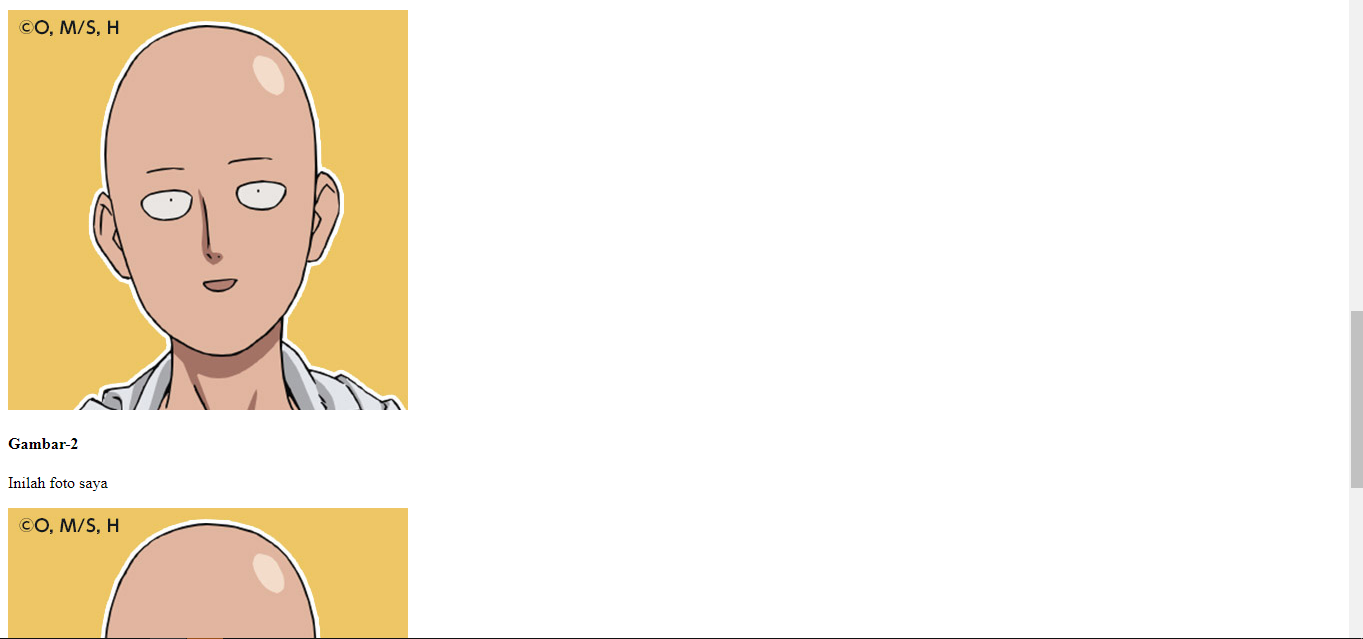 ©O, M/S, H
Gambar-2
Inilah foto saya
©O, M/S, H